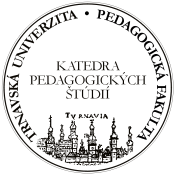 TRNAVSKÁ UNIVERZITA • PEDAGOGICKÁ FAKULTA
KATEDRA
PEDAGOGICKÝCH
ŠTÚDIÍ
TYRNAVIA